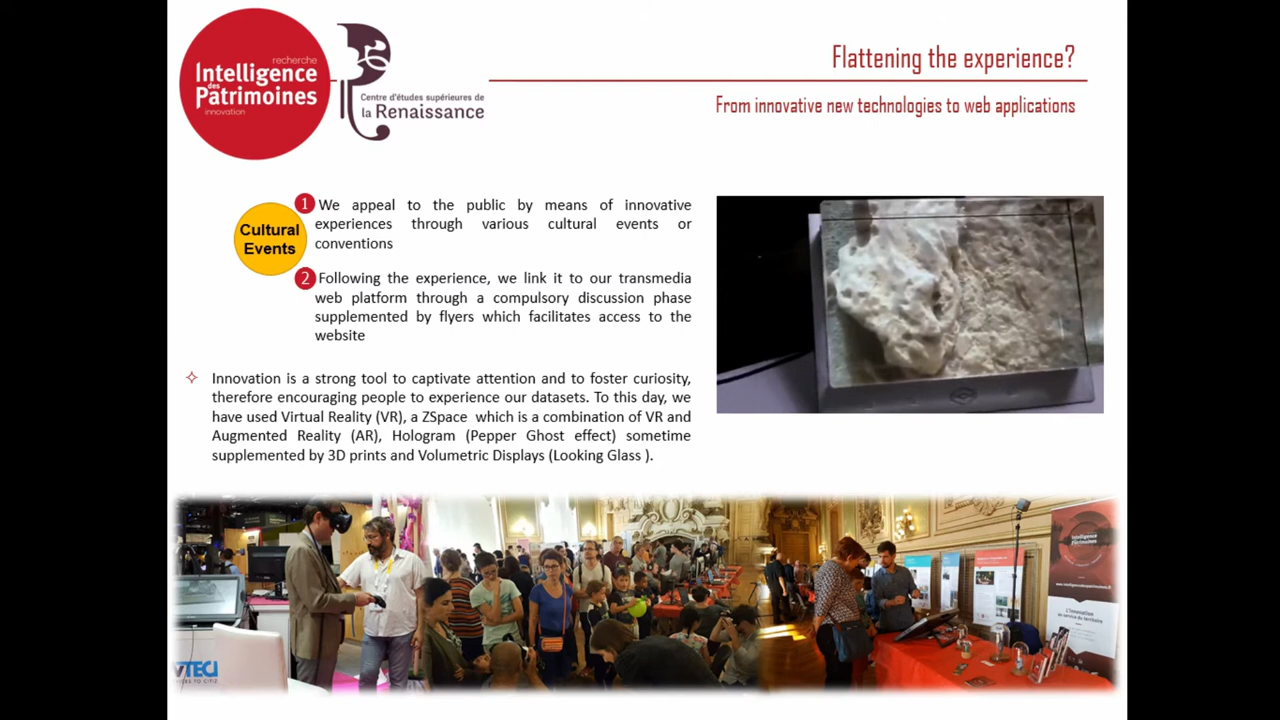 recherche
Intelligence
des
Patrimoines
innovation
Centre d'études supérieures de
la Renaissance
Flattening the experience?
From innovative new technologies to web applications
Cultural
Events
1 We appeal to the public by means of innovative
experiences through various cultural events or
conventions
2 Following the experience, we link it to our transmedia
web platform through a compulsory discussion phase
supplemented by flyers which facilitates access to the
website
Innovation is a strong tool to captivate attention and to foster curiosity,
therefore encouraging people to experience our datasets. To this day, we
have used Virtual Reality (VR), a ZSpace which is a combination of VR and
Augmented Reality (AR), Hologram (Pepper Ghost effect) sometime
supplemented by 3D prints and Volumetric Displays (Looking Glass ).
Intelligence
Patrimoines
L'innovation
au service du territoire